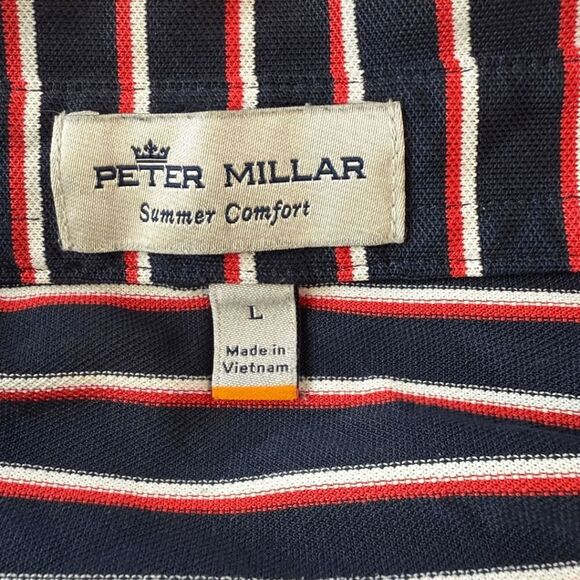 PETER MILLAR
Summer Comfort
L
Made in
Vietnam